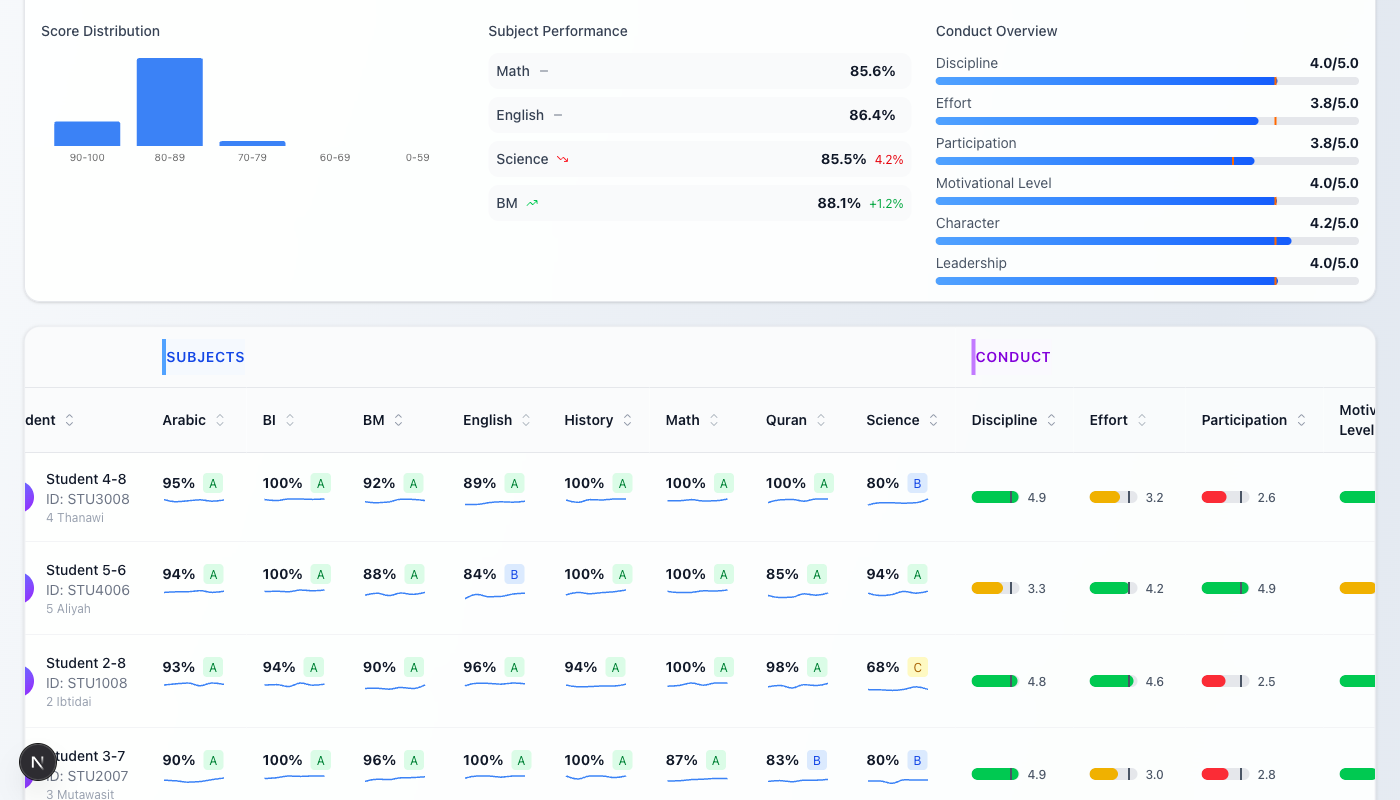 Score Distribution
90-100 80-89 70-79 60-69 0-59
Subject Performance
Math 85.6%
English 86.4%
Science 85.5% 4.2%
BM 88.1% +1.2%
Conduct Overview
Discipline 4.0/5.0
Effort 3.8/5.0
Participation 3.8/5.0
Motivational Level 4.0/5.0
Character 4.2/5.0
Leadership 4.0/5.0
SUBJECTS CONDUCT
dent Arabic BI BM English History Math Quran Science Discipline Effort Participation Motiv
Level
Student 4-8
ID: STU3008
4 Thanawi
95% A 100% A 92% A 89% A 100% A 100% A 100% A 80% B 4.9 3.2 2.6
Student 5-6
ID: STU4006
5 Aliyah
94% A 100% A 88% A 84% B 100% A 100% A 85% A 94% A 3.3 4.2 4.9
Student 2-8
ID: STU1008
2 Ibtidai
93% A 94% A 90% A 96% A 94% A 100% A 98% A 68% C 4.8 4.6 2.5
tudent 3-7
ID: STU2007
3 Mutawasit
90% A 100% A 96% A 100% A 100% A 87% A 83% B 80% B 4.9 3.0 2.8
N